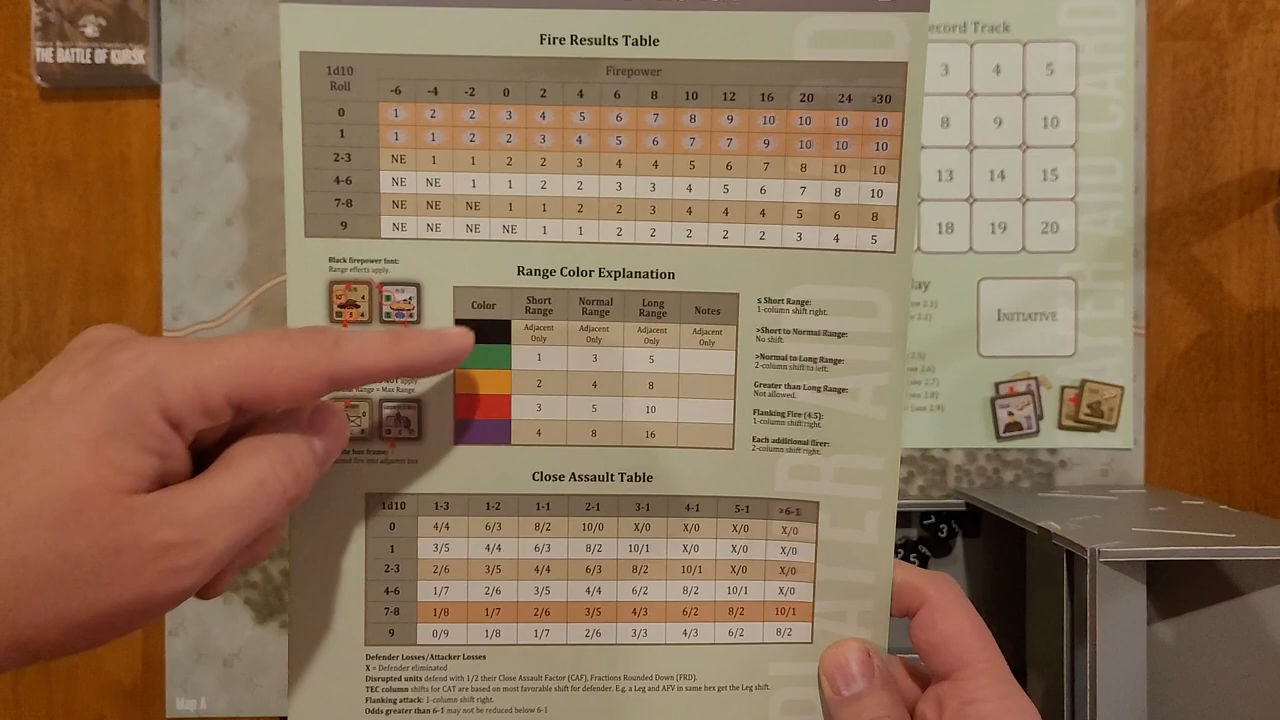 THE BATTLE OF KURSK
Fire Results Table
1d10 Roll
Firepower
-6 -4 -2 0 2 4 6 8 10 12 16 20 24 ≥30
0 1 2 2 3 4 5 6 7 8 9 10 10 10 10
1 1 1 2 2 3 4 5 6 7 7 9 10 10 10
2-3 NE 1 1 2 2 3 4 4 5 6 7 8 10 10
4-6 NE NE 1 1 2 2 3 3 4 5 6 7 8 10
7-8 NE NE NE 1 1 2 2 3 4 4 4 5 6 8
9 NE NE NE NE 1 1 2 2 2 2 2 3 4 5
Black firepower font:
Range effects apply.
NOT apply
Range = Max Range.
box frame:
fire into adjacent box
Range Color Explanation
Color Short Range Normal Range Long Range Notes
Adjacent Only Adjacent Only Adjacent Only Adjacent Only
1 3 5
2 4 8
3 5 10
4 8 16
≤ Short Range:
1-column shift right.
>Short to Normal Range:
No shift.
>Normal to Long Range:
2-column shift to left.
Greater than Long Range:
Not allowed.
Flanking Fire (4.5):
1-column shift right.
Each additional firer:
2-column shift right.
Close Assault Table
1d10 1-3 1-2 1-1 2-1 3-1 4-1 5-1 ≥6-1
0 4/4 6/3 8/2 10/0 X/0 X/0 X/0 X/0
1 3/5 4/4 6/3 8/2 10/1 X/0 X/0 X/0
2-3 2/6 3/5 4/4 6/3 8/2 10/1 X/0 X/0
4-6 1/7 2/6 3/5 4/4 6/2 8/2 10/1 X/0
7-8 1/8 1/7 2/6 3/5 4/3 6/2 8/2 10/1
9 0/9 1/8 1/7 2/6 3/3 4/3 6/2 8/2
Defender Losses/Attacker Losses
X = Defender eliminated
Disrupted units defend with 1/2 their Close Assault Factor (CAF), Fractions Rounded Down (FRD).
TEC column shifts for CAT are based on most favorable shift for defender. E.g. a Leg and AFV in same hex get the Leg shift.
Flanking attack: 1-column shift right.
Odds greater than 6-1 may not be reduced below 6-1
PLAYER AID CARD
ecord Track
3 4 5
8 9 10
13 14 15
18 19 20
lay
INITIATIVE
AYER AID CARD
Map A